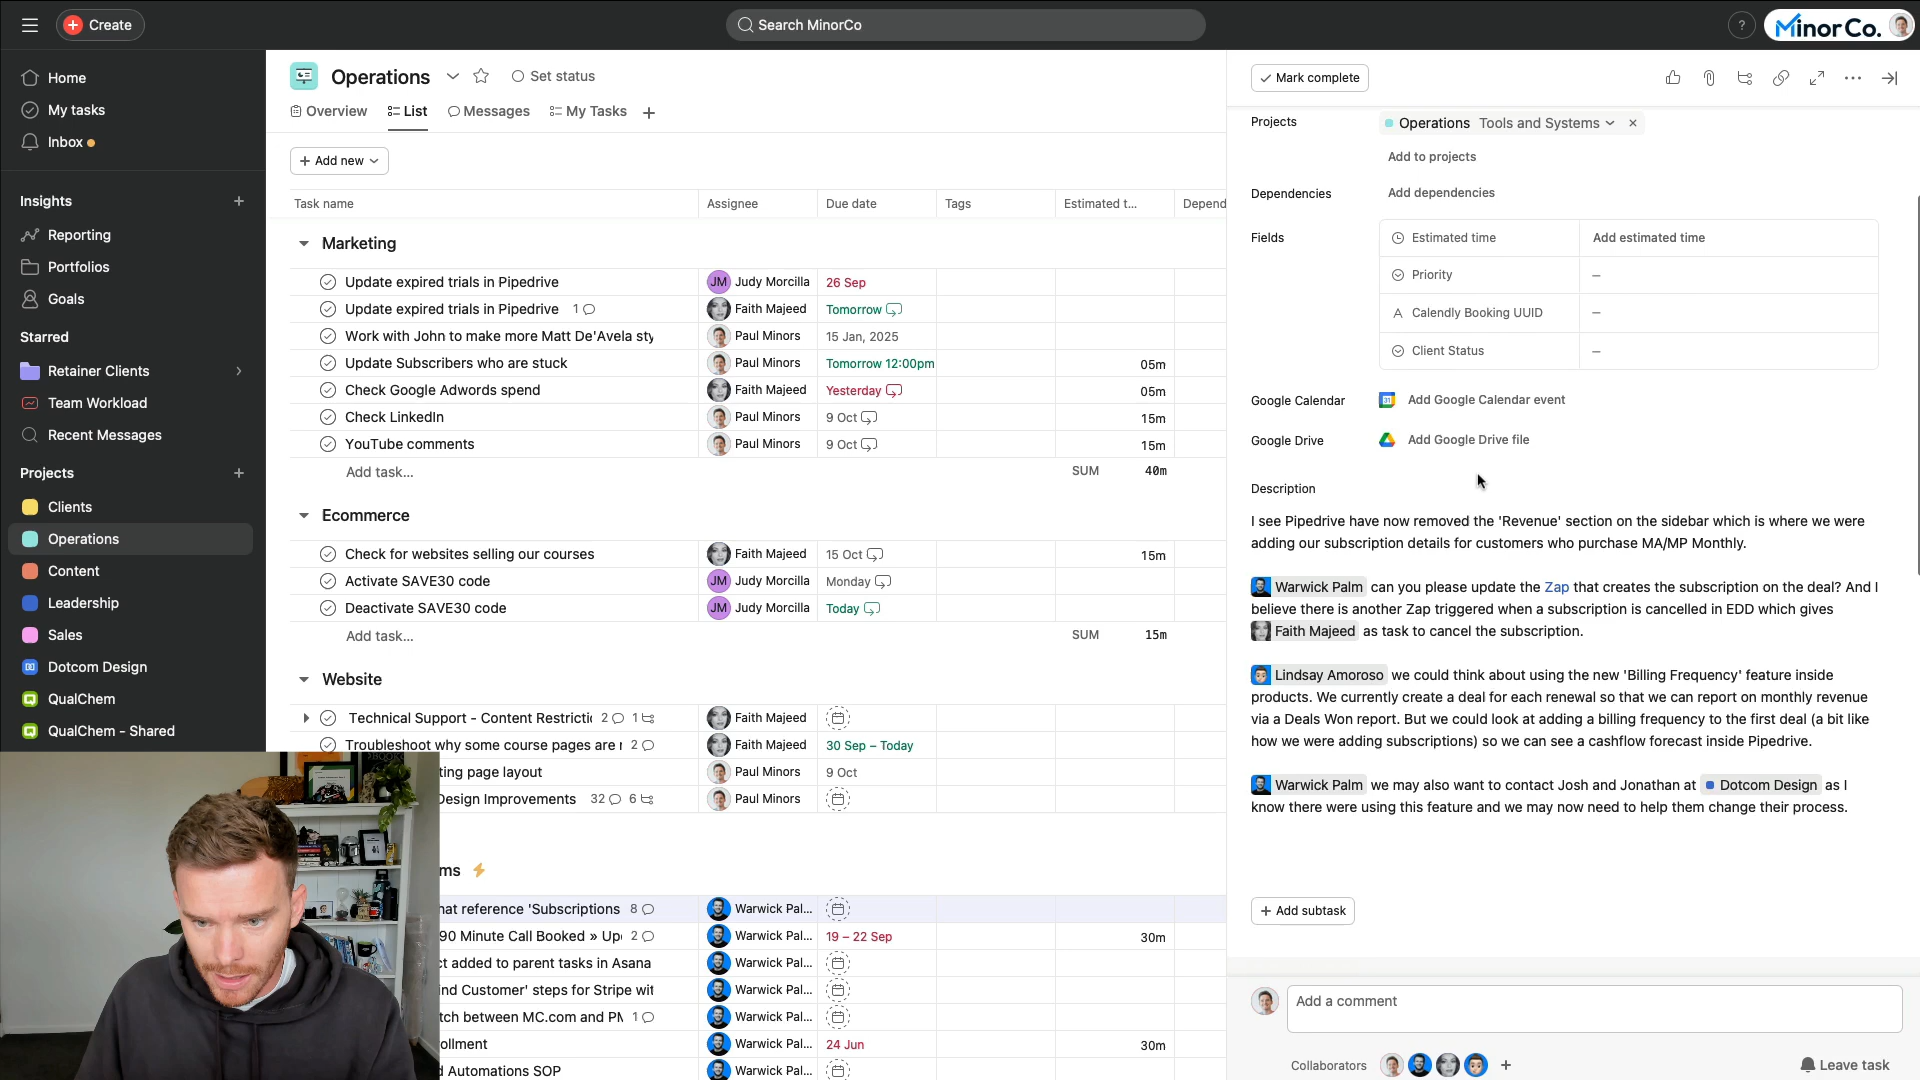 Create
Search MinorCo
?
MinorCo.
Home
My tasks
Inbox
Insights
Reporting
Portfolios
Goals
Starred
Retainer Clients
Team Workload
Recent Messages
Projects
Clients
Operations
Content
Leadership
Sales
Dotcom Design
QualChem
QualChem - Shared
Operations
Set status
Overview
List
Messages
My Tasks
Add new
Task name Assignee Due date Tags Estimated t... Depend
Marketing
Update expired trials in Pipedrive JM Judy Morcilla 26 Sep
Update expired trials in Pipedrive 1 Faith Majeed Tomorrow
Work with John to make more Matt De'Avela sty Paul Minors 15 Jan, 2025
Update Subscribers who are stuck Paul Minors Tomorrow 12:00pm 05m
Check Google Adwords spend Faith Majeed Yesterday 05m
Check LinkedIn Paul Minors 9 Oct 15m
YouTube comments Paul Minors 9 Oct 15m
Add task... SUM 40m
Ecommerce
Check for websites selling our courses Faith Majeed 15 Oct 15m
Activate SAVE30 code JM Judy Morcilla Monday
Deactivate SAVE30 code JM Judy Morcilla Today
Add task... SUM 15m
Website
Technical Support - Content Restrictic 2 1 Faith Majeed
Troubleshoot why some course pages are r 2 Faith Majeed 30 Sep – Today
ting page layout Paul Minors 9 Oct
Design Improvements 32 6 Paul Minors
ms
hat reference 'Subscriptions 8 Warwick Pal...
90 Minute Call Booked » Up 2 Warwick Pal... 19 – 22 Sep 30m
ct added to parent tasks in Asana Warwick Pal...
ind Customer' steps for Stripe wit Warwick Pal...
tch between MC.com and PM 1 Warwick Pal...
ollment Warwick Pal... 24 Jun 30m
d Automations SOP Warwick Pal...
Mark complete
Projects Operations Tools and Systems
Add to projects
Dependencies Add dependencies
Fields Estimated time Add estimated time
Priority –
A Calendly Booking UUID –
Client Status –
Google Calendar 31 Add Google Calendar event
Google Drive Add Google Drive file
Description
I see Pipedrive have now removed the 'Revenue' section on the sidebar which is where we were
adding our subscription details for customers who purchase MA/MP Monthly.
Warwick Palm can you please update the Zap that creates the subscription on the deal? And I
believe there is another Zap triggered when a subscription is cancelled in EDD which gives
Faith Majeed as task to cancel the subscription.
Lindsay Amoroso we could think about using the new 'Billing Frequency' feature inside
products. We currently create a deal for each renewal so that we can report on monthly revenue
via a Deals Won report. But we could look at adding a billing frequency to the first deal (a bit like
how we were adding subscriptions) so we can see a cashflow forecast inside Pipedrive.
Warwick Palm we may also want to contact Josh and Jonathan at Dotcom Design as I
know there were using this feature and we may now need to help them change their process.
Add subtask
Add a comment
Collaborators
Leave task